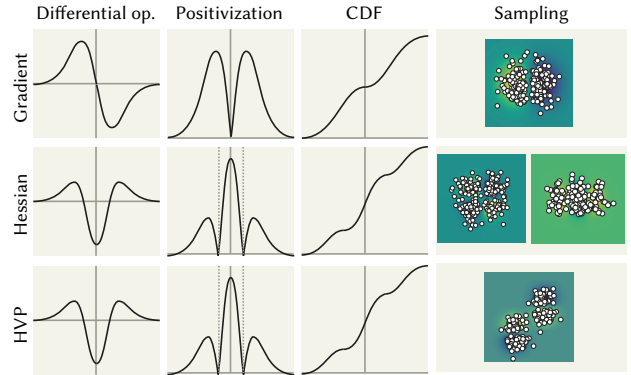 Differential op. Positivization CDF Sampling
Gradient
Hessian
HVP